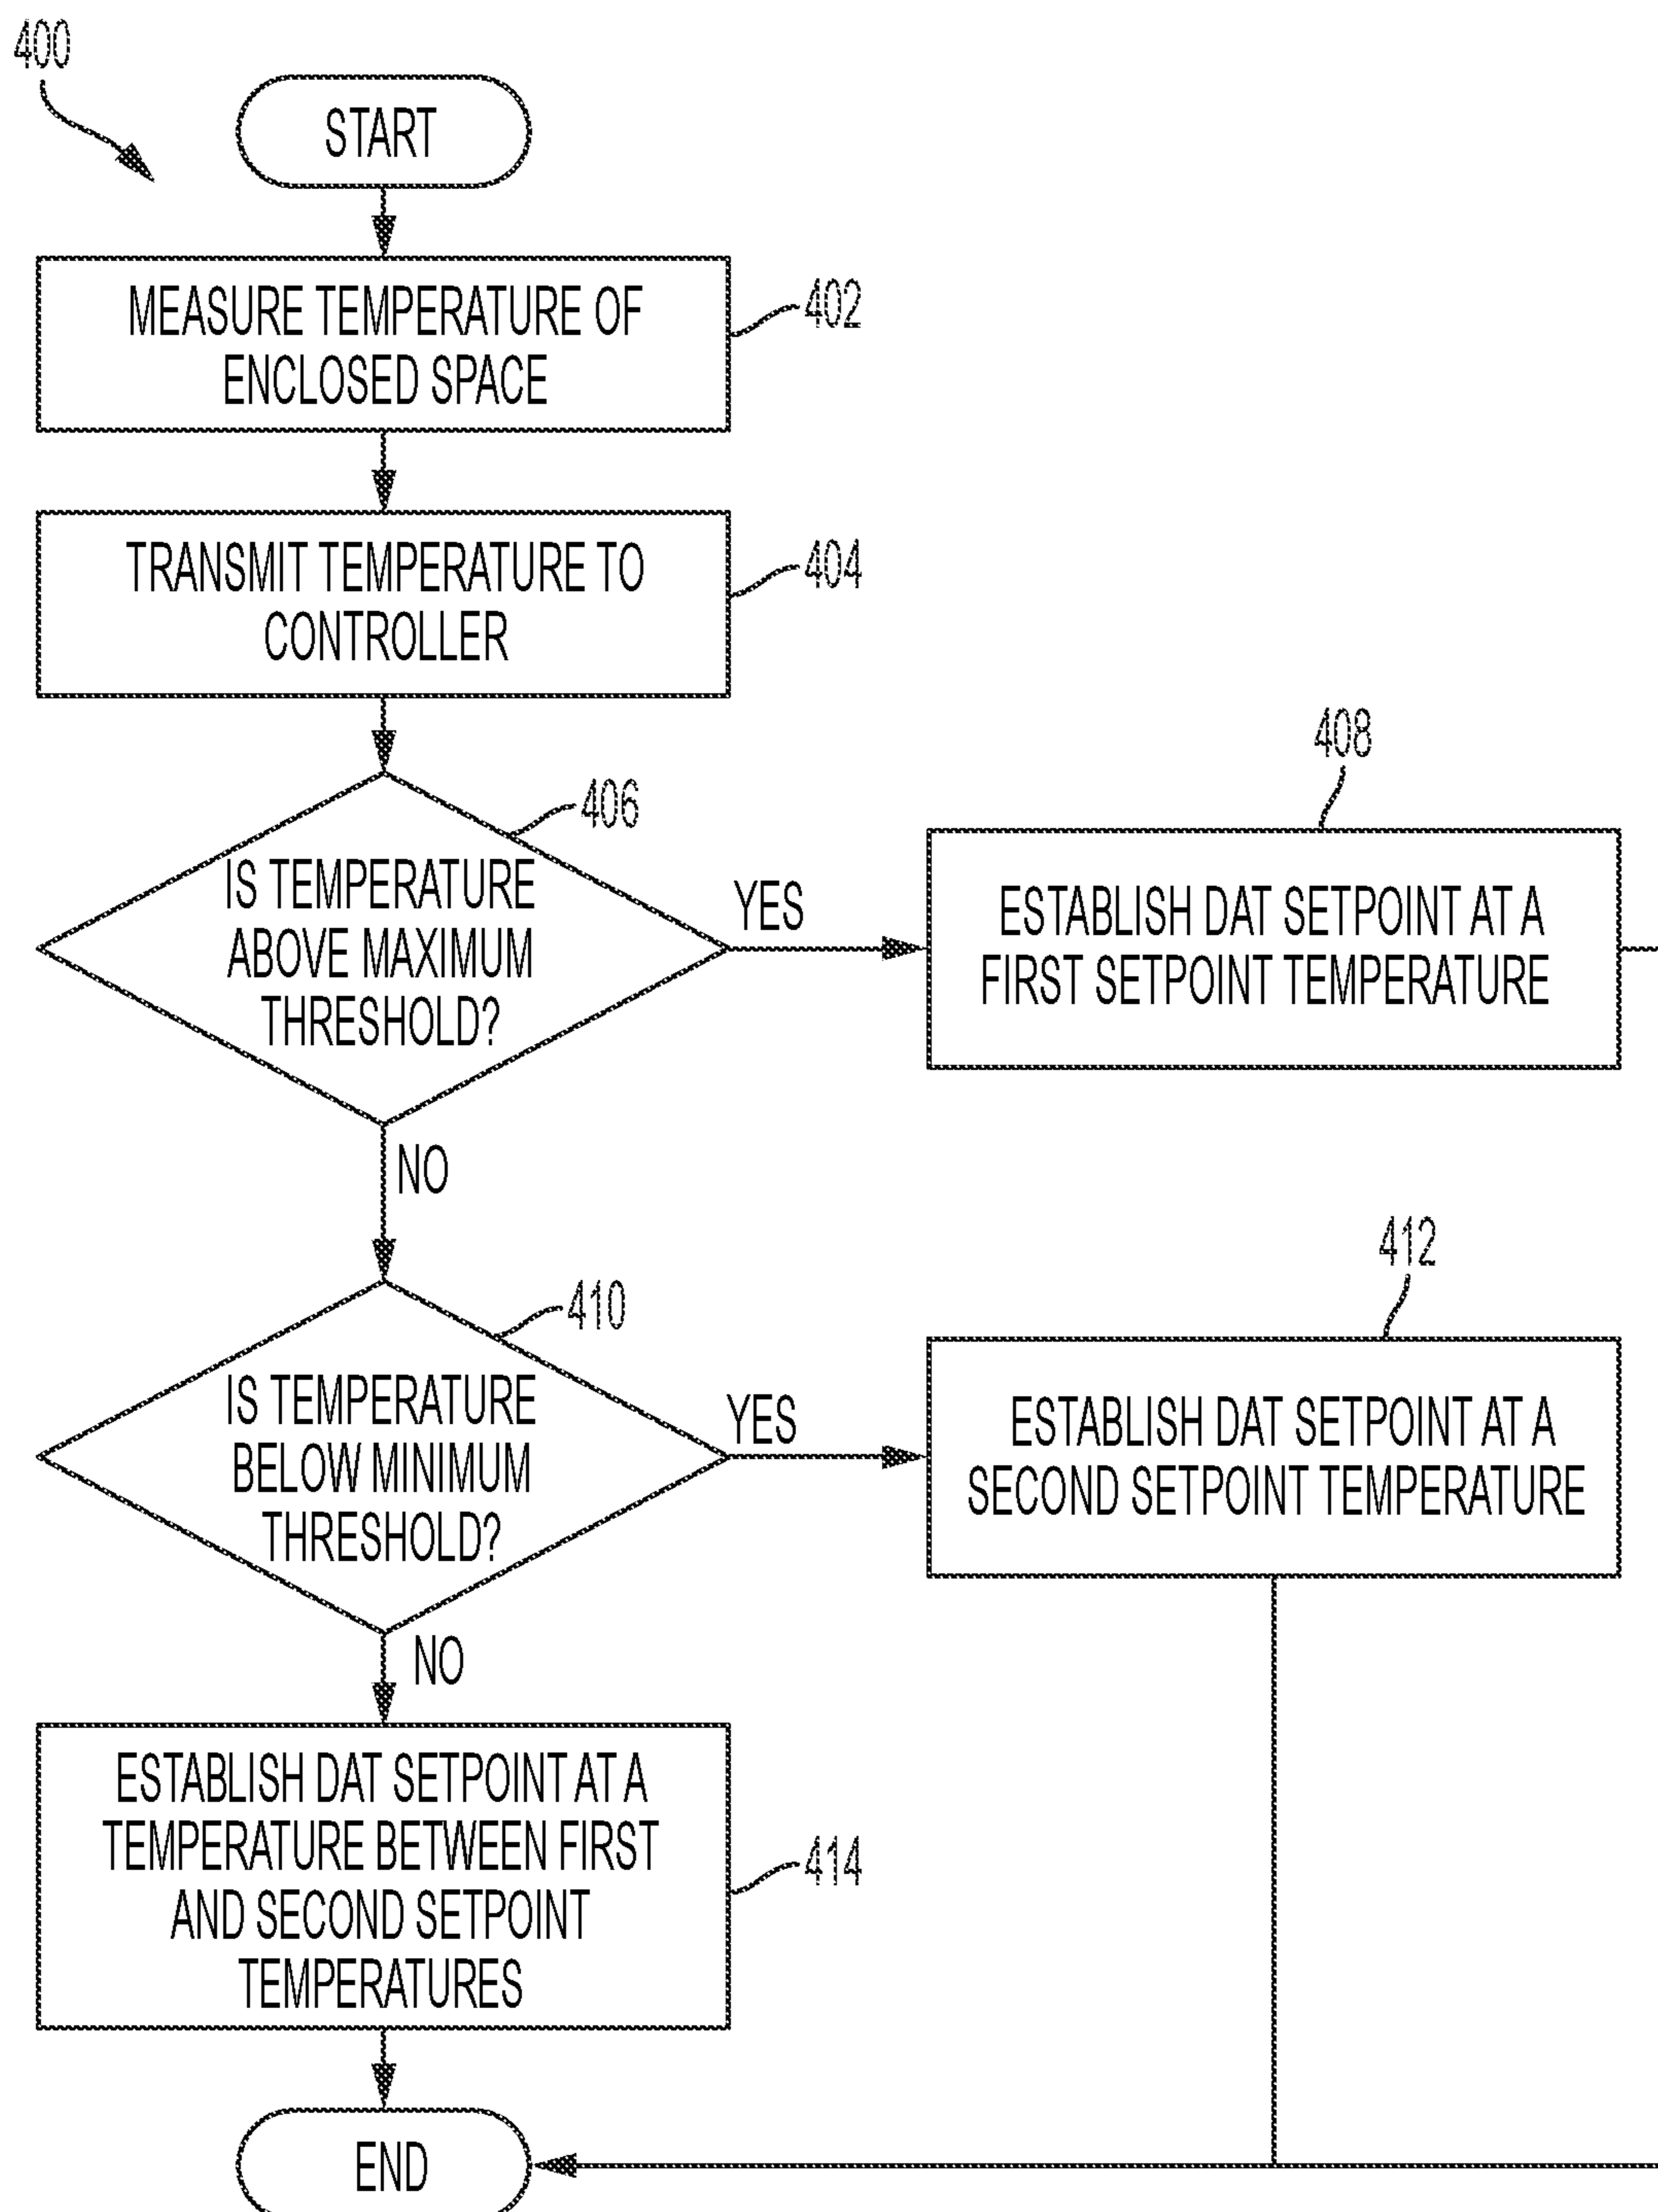 400
START
MEASURE TEMPERATURE OF
ENCLOSED SPACE
402
TRANSMIT TEMPERATURE TO
CONTROLLER
404
406
IS TEMPERATURE
ABOVE MAXIMUM
THRESHOLD?
YES
408
ESTABLISH DAT SETPOINT AT A
FIRST SETPOINT TEMPERATURE
NO
410
IS TEMPERATURE
BELOW MINIMUM
THRESHOLD?
YES
412
ESTABLISH DAT SETPOINT AT A
SECOND SETPOINT TEMPERATURE
NO
ESTABLISH DAT SETPOINT AT A
TEMPERATURE BETWEEN FIRST
AND SECOND SETPOINT
TEMPERATURES
414
END